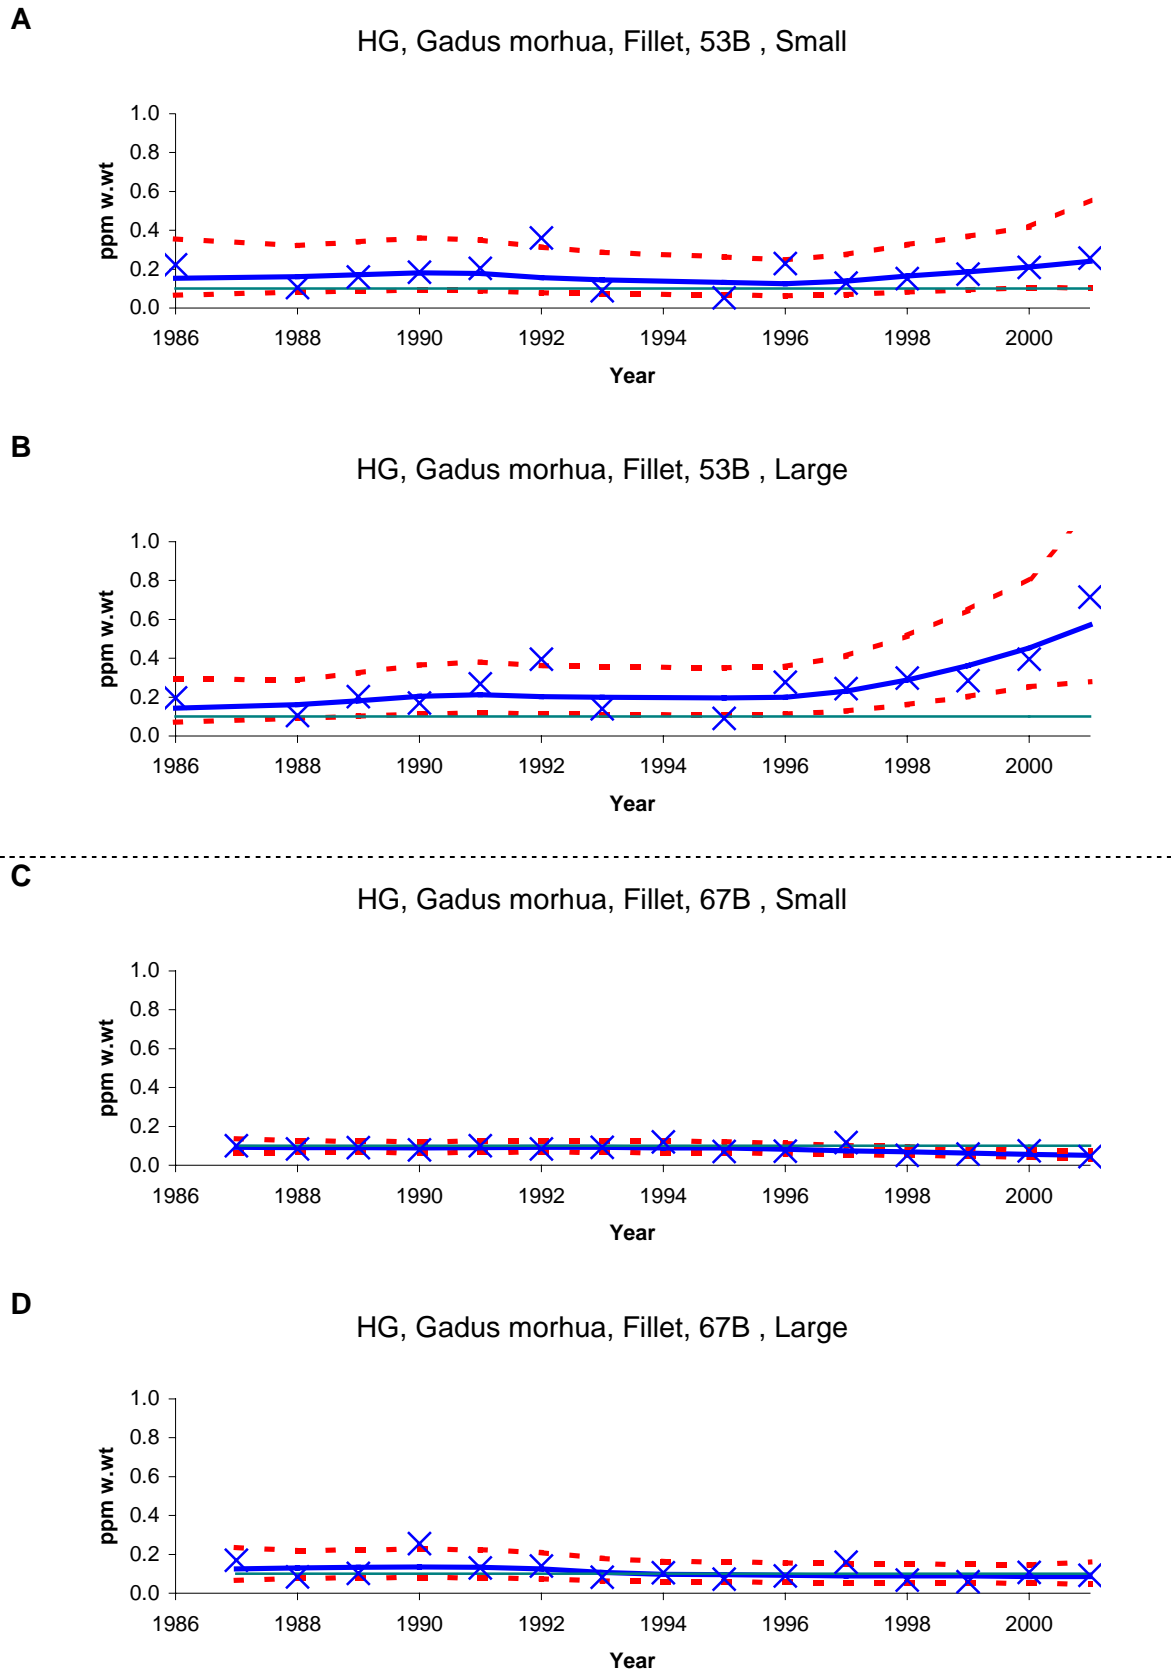 A
HG, Gadus morhua, Fillet, 53B , Small
1.0
0.8
0.6
0.4
0.2
0.0
ppm w.wt
1986 1988 1990 1992 1994 1996 1998 2000
Year
B
HG, Gadus morhua, Fillet, 53B , Large
1.0
0.8
0.6
0.4
0.2
0.0
ppm w.wt
1986 1988 1990 1992 1994 1996 1998 2000
Year
C
HG, Gadus morhua, Fillet, 67B , Small
1.0
0.8
0.6
0.4
0.2
0.0
ppm w.wt
1986 1988 1990 1992 1994 1996 1998 2000
Year
D
HG, Gadus morhua, Fillet, 67B , Large
1.0
0.8
0.6
0.4
0.2
0.0
ppm w.wt
1986 1988 1990 1992 1994 1996 1998 2000
Year